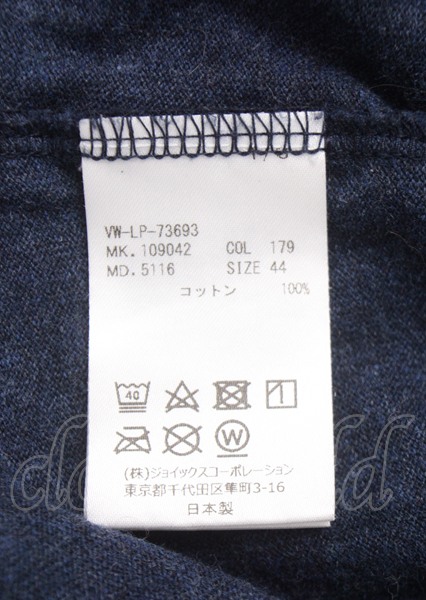 VW-LP-73693
MK. 109042 COL 179
MD. 5116 SIZE 44
コットン 100%
40
W
(株)ジョイックスコーポレーション
東京都千代田区隼町3-16
日本製